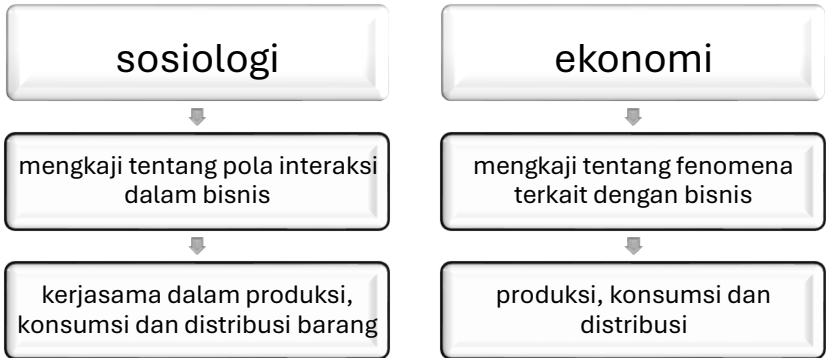 sosiologi
mengkaji tentang pola interaksi
dalam bisnis
kerjasama dalam produksi,
konsumsi dan distribusi barang
ekonomi
mengkaji tentang fenomena
terkait dengan bisnis
produksi, konsumsi dan
distribusi